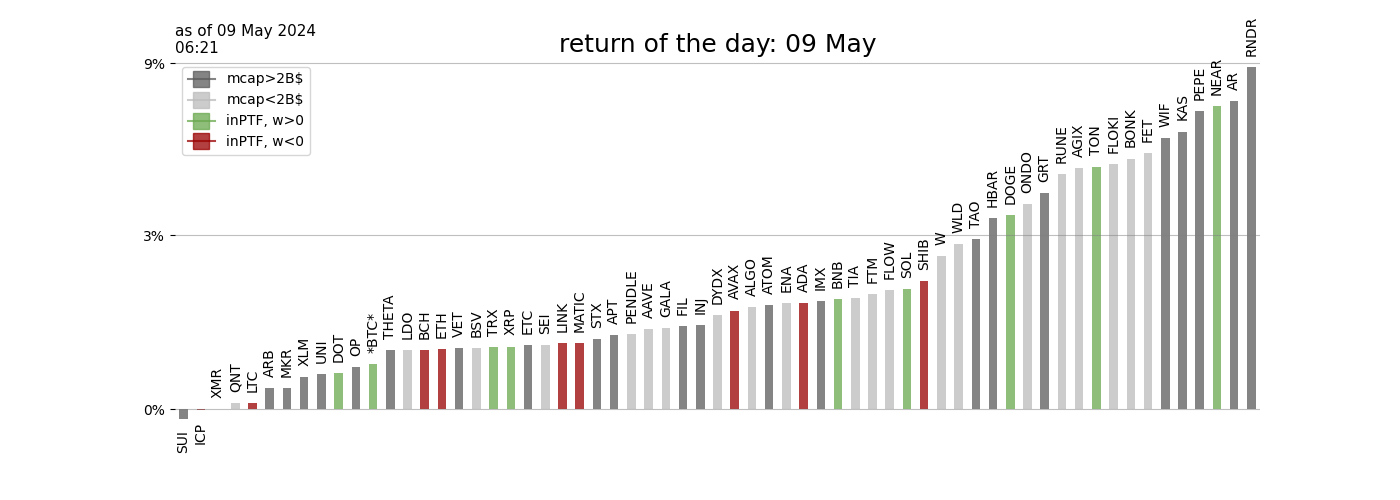 as of 09 May 2024
06:21
return of the day: 09 May
9%
3%
0%
mcap>2B$
mcap<2B$
inPTF, w>0
inPTF, w<0
SUI
ICP
XMR
QNT
LTC
ARB
MKR
XLM
UNI
DOT
OP
*BTC*
THETA
LDO
BCH
ETH
VET
BSV
TRX
XRP
ETC
SEI
LINK
MATIC
STX
APT
PENDLE
AAVE
GALA
FIL
INJ
DYDX
AVAX
ALGO
ATOM
ENA
ADA
IMX
BNB
TIA
FTM
FLOW
SOL
SHIB
W
WLD
TAO
HBAR
DOGE
ONDO
GRT
RUNE
AGIX
TON
FLOKI
BONK
FET
WIF
KAS
PEPE
NEAR
AR
RNDR